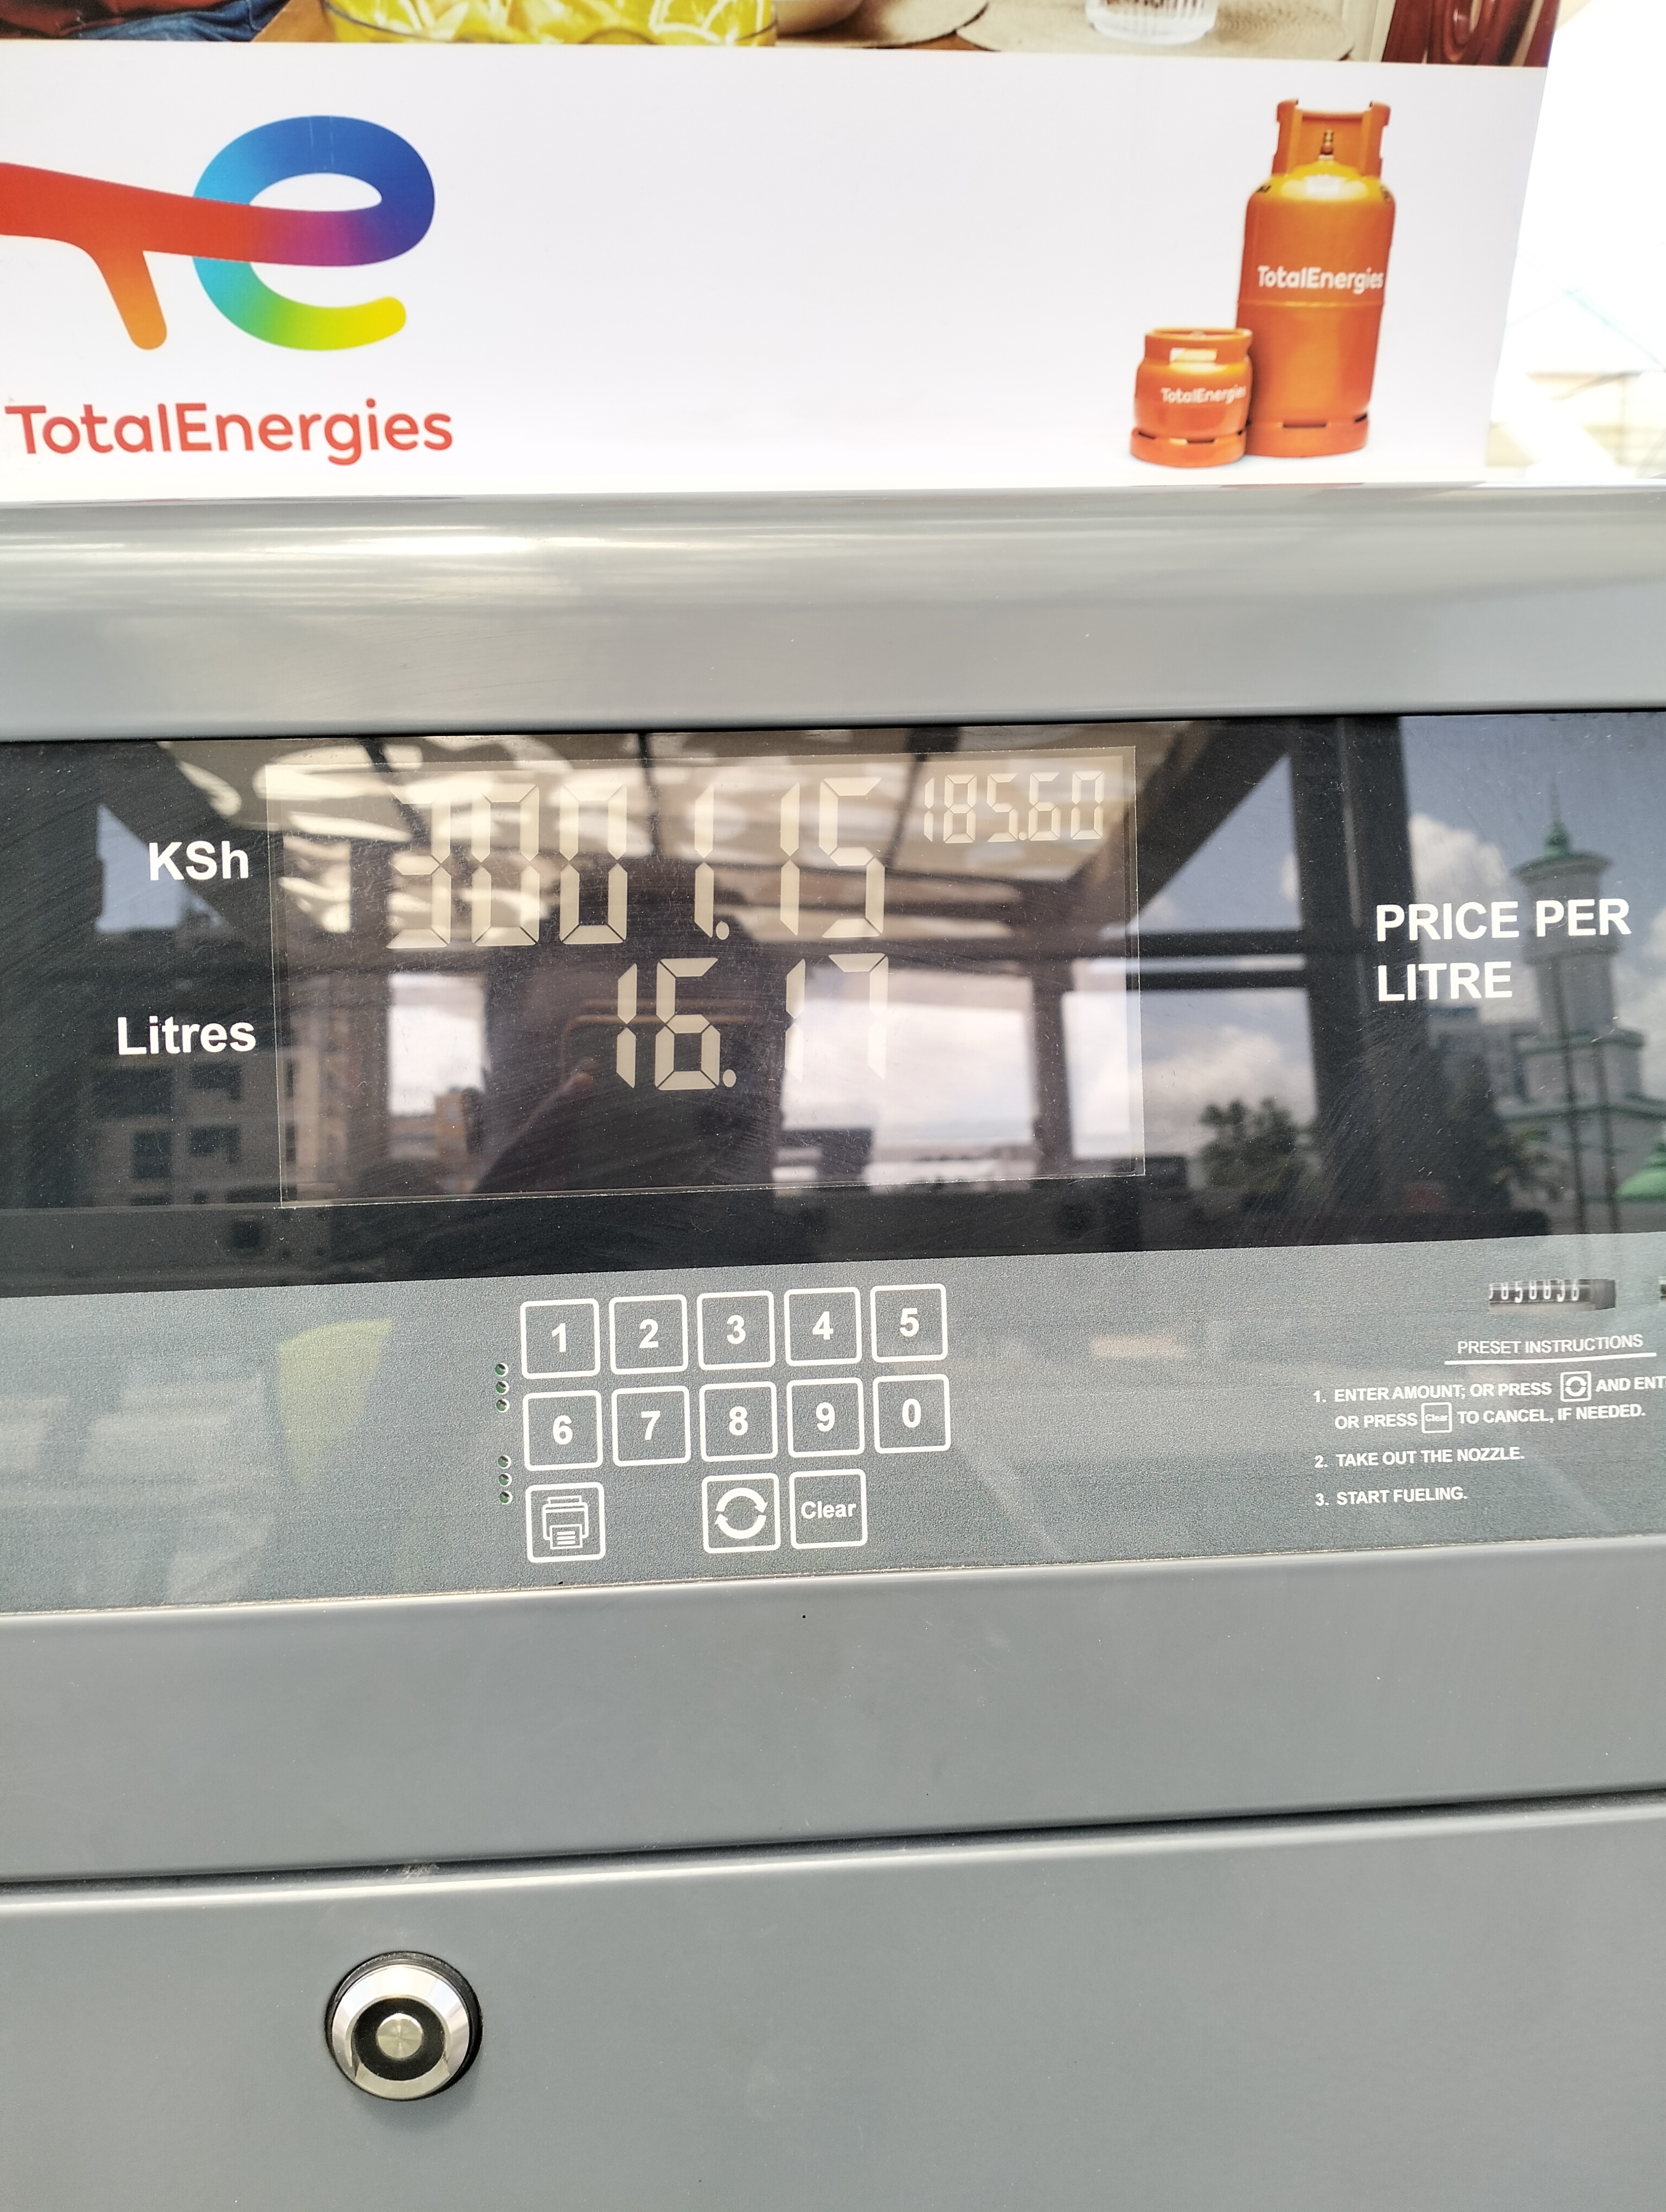 TotalEnergies
TotalEnergies
TotalEnergies
KSh
3001.15
185.60
PRICE PER
LITRE
Litres
16.17
1 2 3 4 5
6 7 8 9 0
Clear
PRESET INSTRUCTIONS
1. ENTER AMOUNT; OR PRESS AND
OR PRESS Clear TO CANCEL, IF NEEDED.
2. TAKE OUT THE NOZZLE.
3. START FUELING.